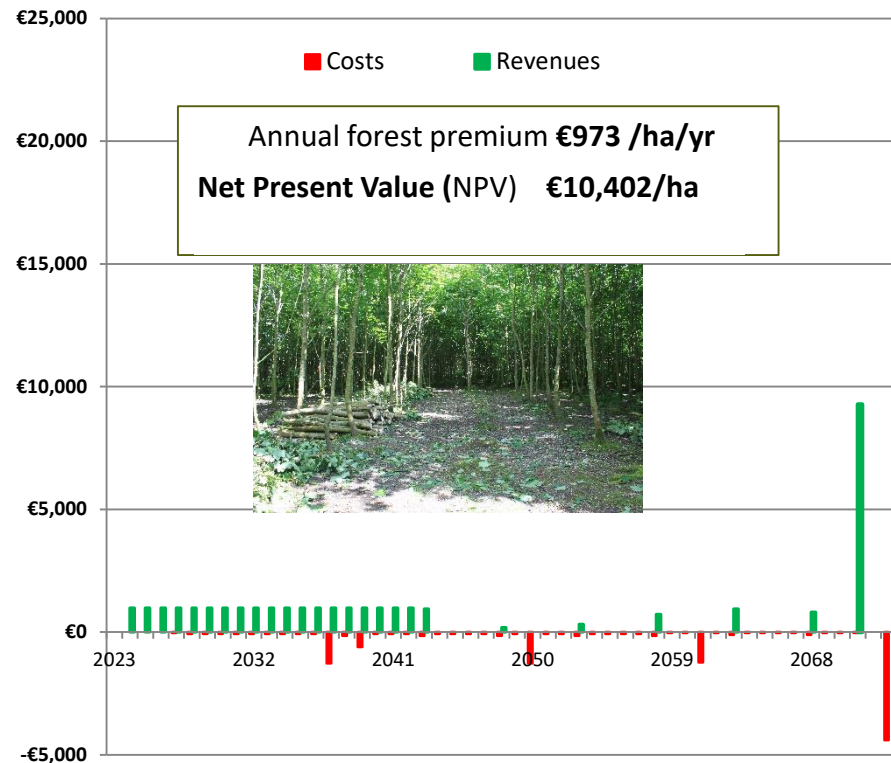 €25,000
Costs Revenues
€20,000
Annual forest premium €973 /ha/yr
Net Present Value (NPV) €10,402/ha
€15,000
€10,000
€5,000
€0
2023 2032 2041 2050 2059 2068
-€5,000